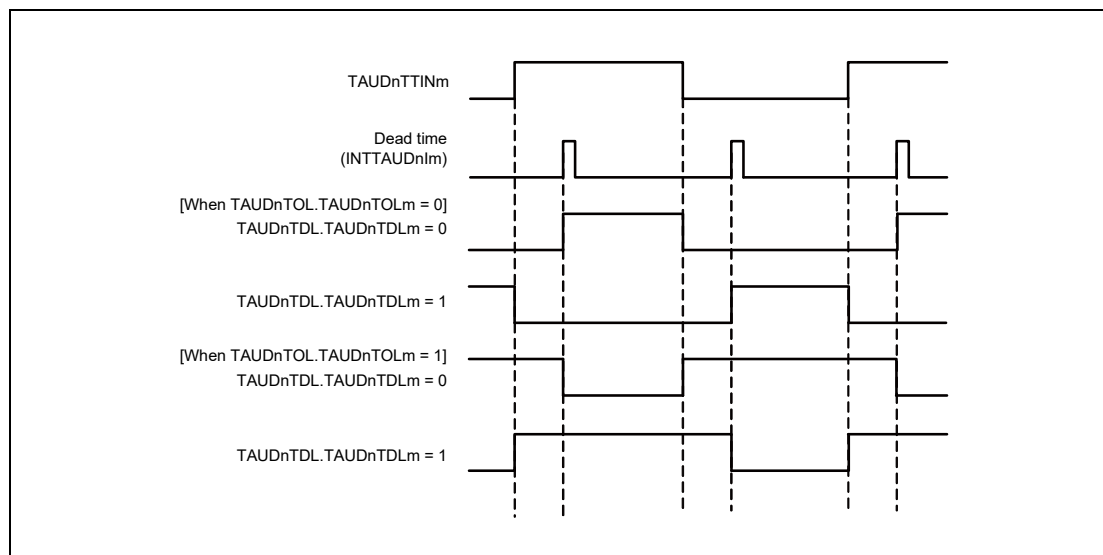 TAUDnTTINm
Dead time
(INTTAUDnIm)
[When TAUDnTOL.TAUDnTOLm = 0]
TAUDnTDL.TAUDnTDLm = 0
TAUDnTDL.TAUDnTDLm = 1
[When TAUDnTOL.TAUDnTOLm = 1]
TAUDnTDL.TAUDnTDLm = 0
TAUDnTDL.TAUDnTDLm = 1